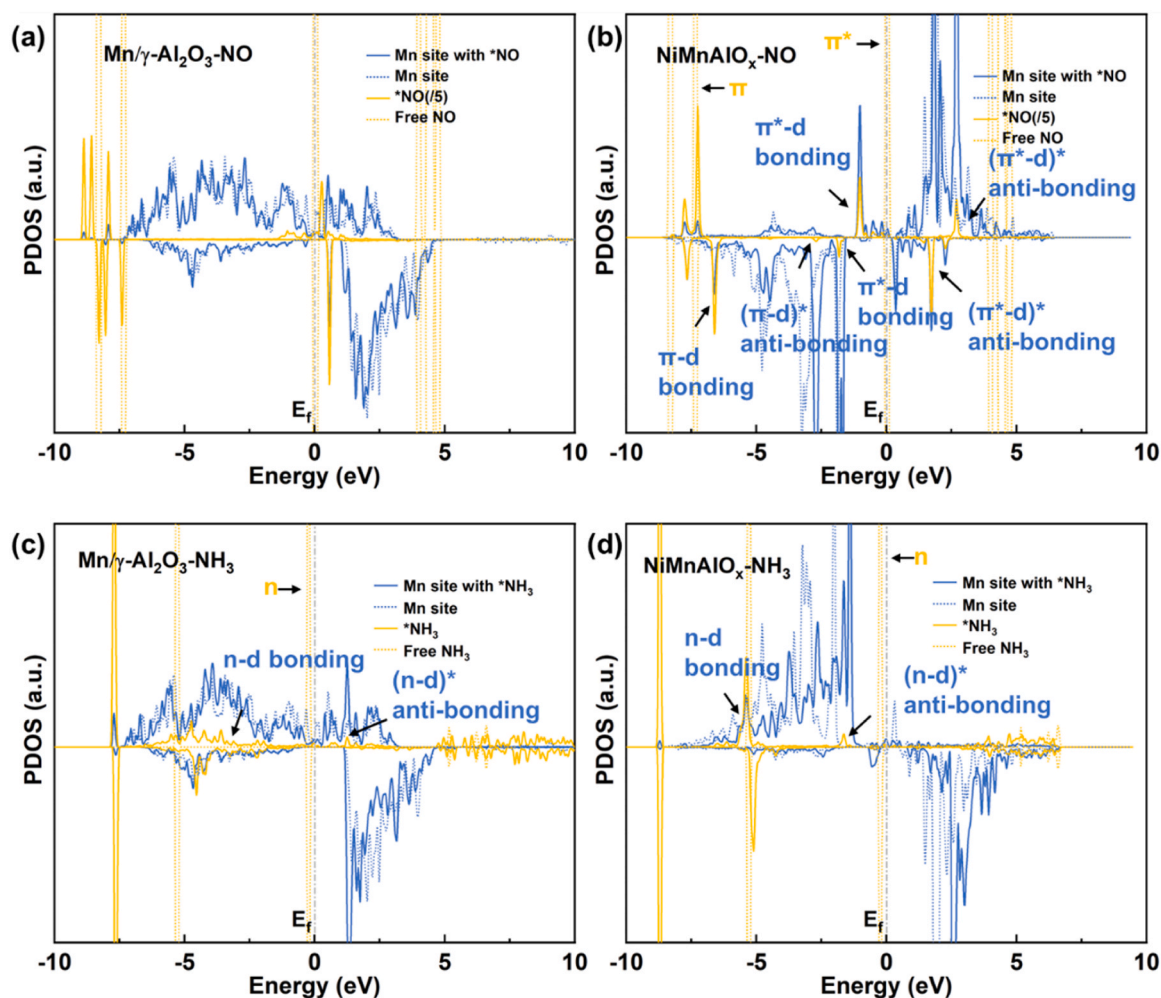 (a)
Mn/γ-Al₂O₃-NO
Mn site with *NO
Mn site
*NO(/5)
Free NO
PDOS (a.u.)
E_f
-10
-5
0
5
10
Energy (eV)
(b)
NiMnAlOₓ-NO
π*
π
Mn site with *NO
Mn site
*NO(/5)
Free NO
π*-d
bonding
(π*-d)*
anti-bonding
π-d
bonding
(π-d)*
anti-bonding
π*-d
bonding
(π*-d)*
anti-bonding
PDOS (a.u.)
E_f
-10
-5
0
5
10
Energy (eV)
(c)
Mn/γ-Al₂O₃-NH₃
n
Mn site with *NH₃
Mn site
*NH₃
Free NH₃
n-d bonding
(n-d)*
anti-bonding
PDOS (a.u.)
E_f
-10
-5
0
5
10
Energy (eV)
(d)
NiMnAlOₓ-NH₃
n
Mn site with *NH₃
Mn site
*NH₃
Free NH₃
n-d
bonding
(n-d)*
anti-bonding
PDOS (a.u.)
E_f
-10
-5
0
5
10
Energy (eV)